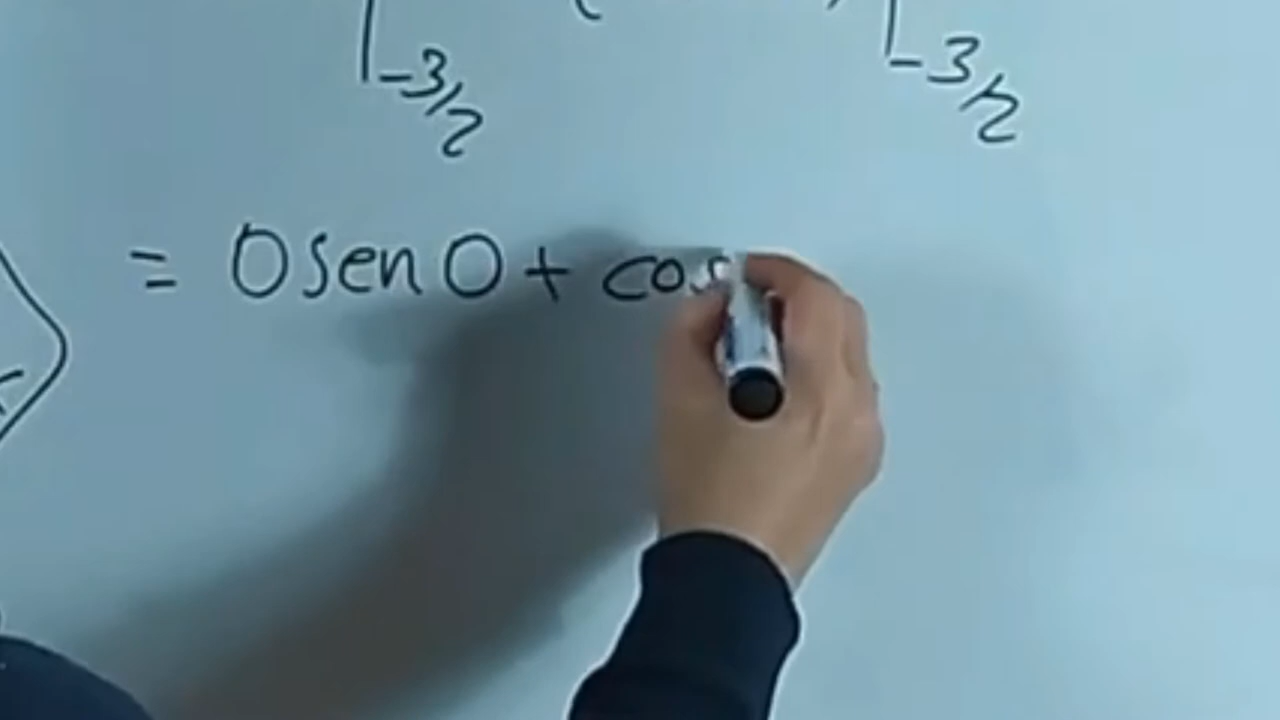 -3/2 -3/2
= 0 sen 0 + cos